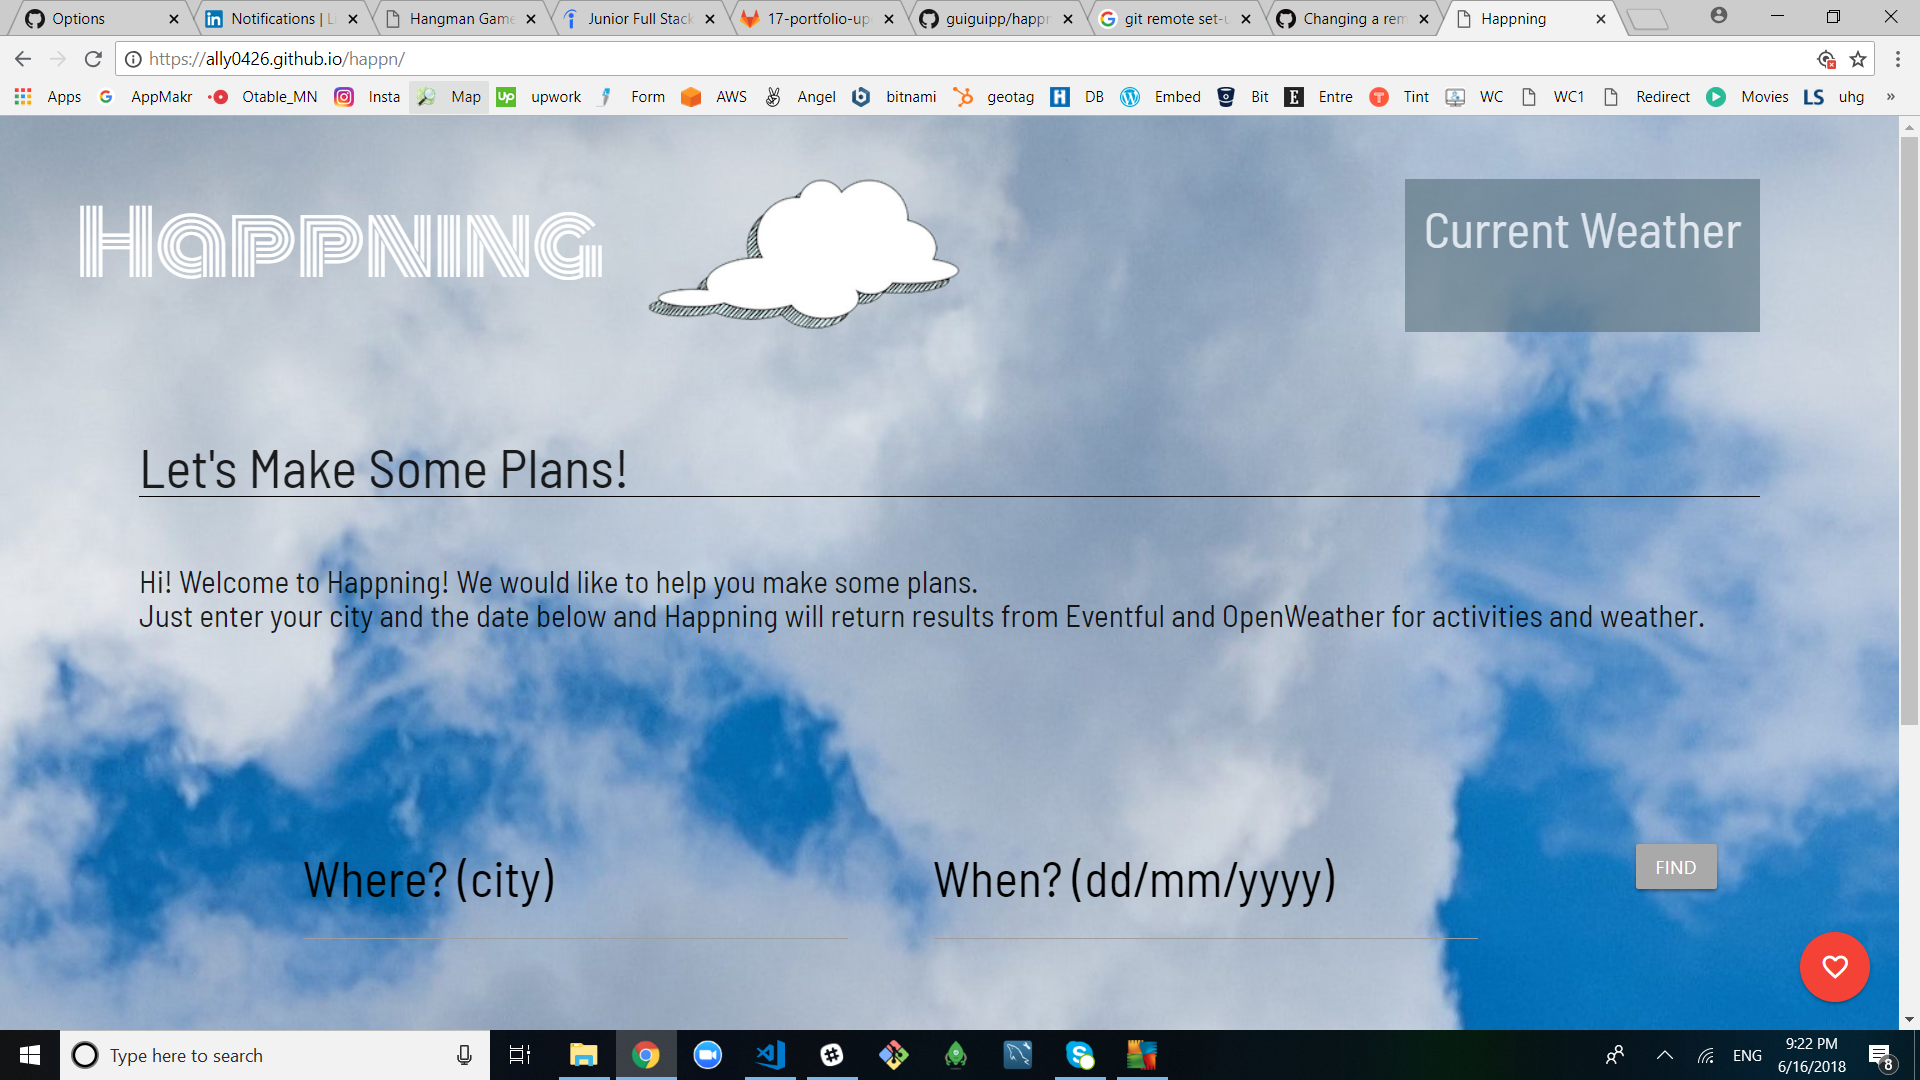 Options
Notifications | Li
Hangman Game
Junior Full Stack
17-portfolio-up
guiguipp/happ
git remote set-u
Changing a rem
Happning
https://ally0426.github.io/happn/
Apps
AppMakr
Otable_MN
Insta
Map
up
upwork
Form
AWS
Angel
bitnami
geotag
H
DB
Embed
Bit
E
Entre
T
Tint
WC
WC1
Redirect
Movies
LS
uhg
»
Happning
Current Weather
Let's Make Some Plans!
Hi! Welcome to Happning! We would like to help you make some plans.
Just enter your city and the date below and Happning will return results from Eventful and OpenWeather for activities and weather.
Where? (city)
When? (dd/mm/yyyy)
FIND
Type here to search
ENG
9:22 PM
6/16/2018
8